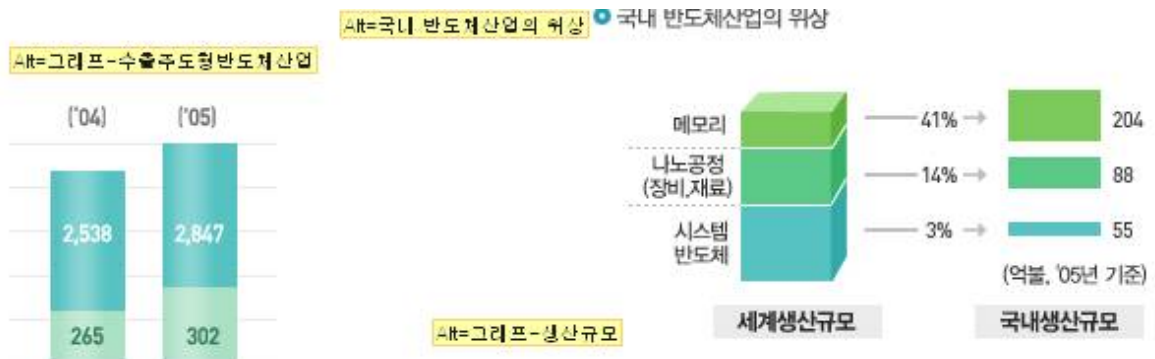 Alt=국내 반도체산업의 위상
국내 반도체산업의 위상
Alt=그래프-수출주도형반도체산업
('04)
('05)
2,538
2,847
265
302
메모리
41%
204
나노공정
(장비,재료)
14%
88
시스템
반도체
3%
55
(억불, '05년 기준)
세계생산규모
국내생산규모
Alt=그래프-생산규모